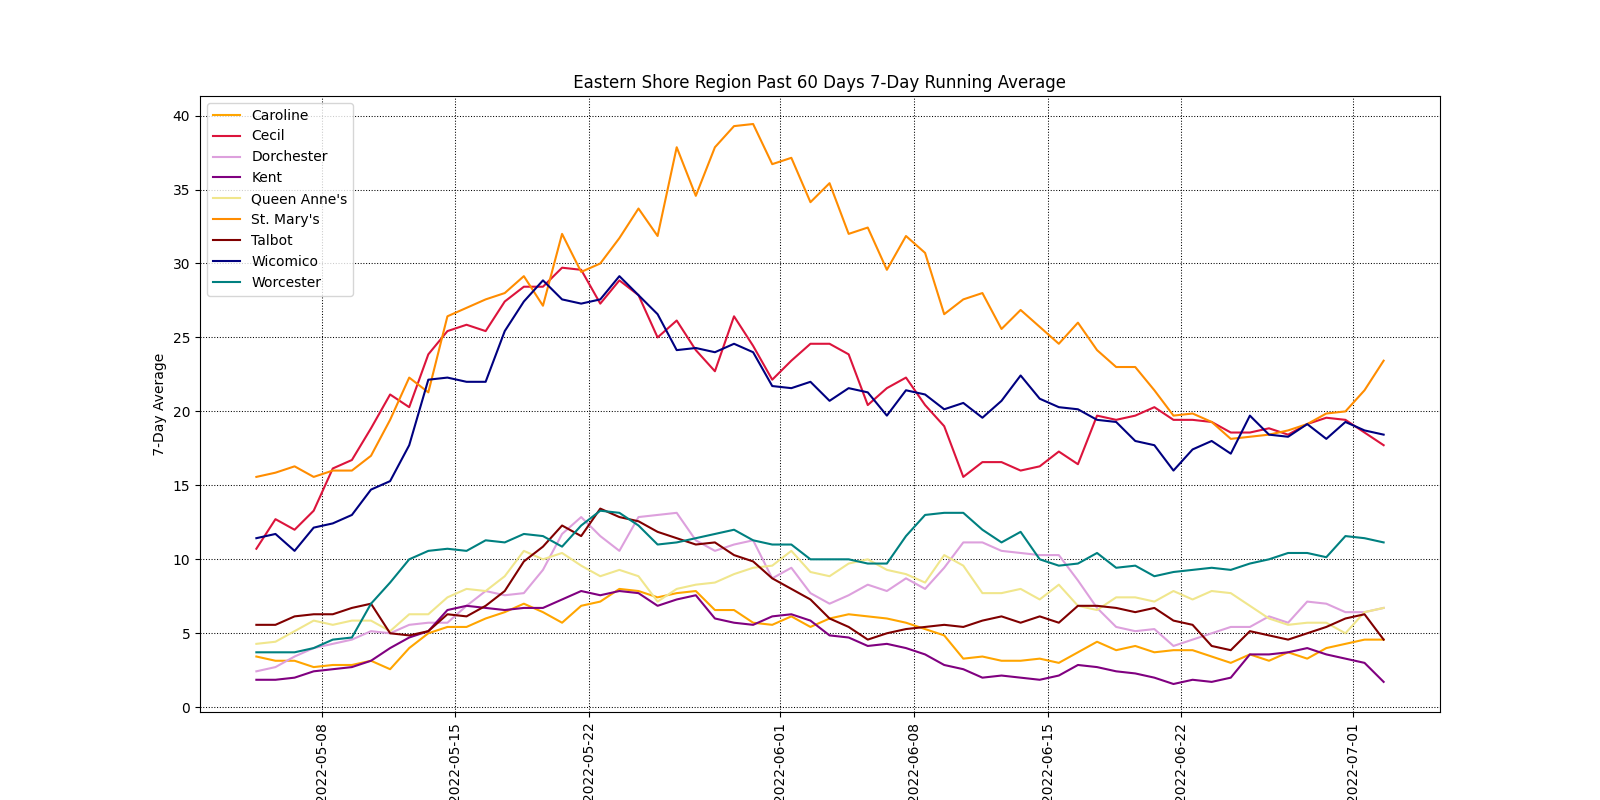 Eastern Shore Region Past 60 Days 7-Day Running Average
7-Day Average
40
35
30
25
20
15
10
5
0
Caroline
Cecil
Dorchester
Kent
Queen Anne's
St. Mary's
Talbot
Wicomico
Worcester
2022-05-08
2022-05-15
2022-05-22
2022-06-01
2022-06-08
2022-06-15
2022-06-22
2022-07-01